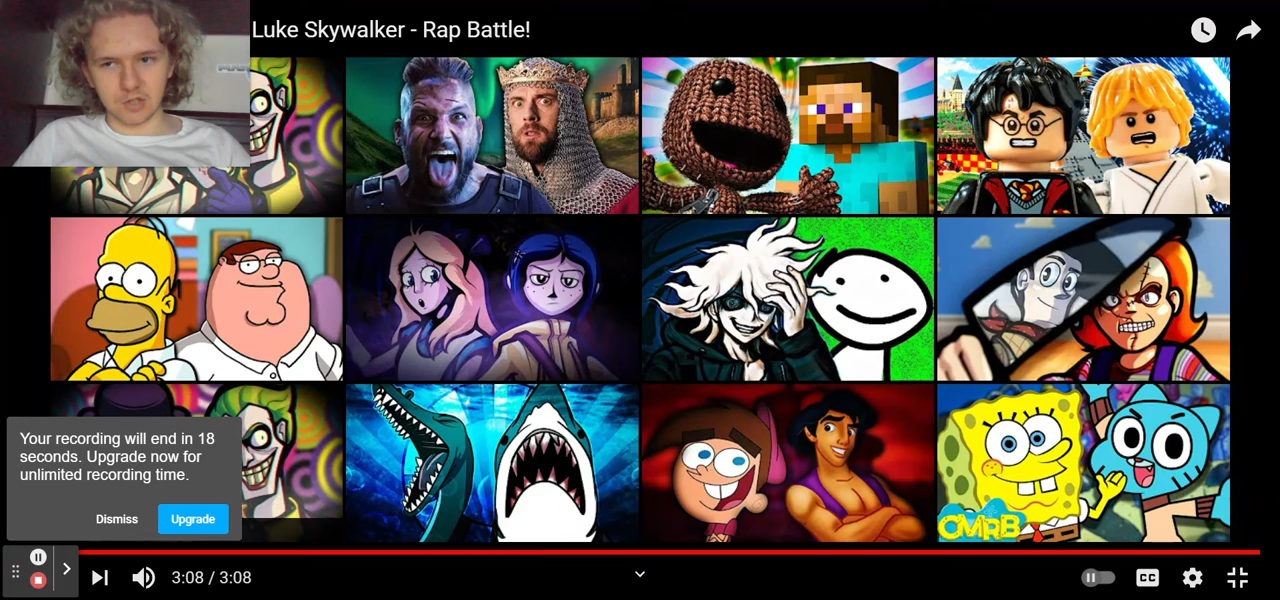 Luke Skywalker - Rap Battle!
CMRB
Your recording will end in 18
seconds. Upgrade now for
unlimited recording time.
Dismiss
Upgrade
3:08 / 3:08
CC